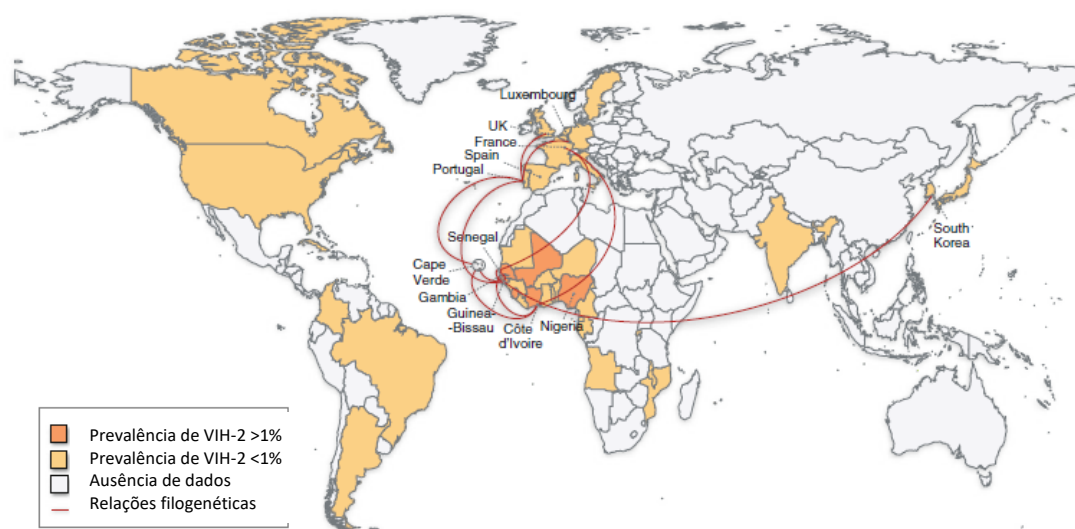 Luxembourg
UK
France
Spain
Portugal
Senegal
Cape
Verde
Gambia
Guinea-
-Bissau
Côte
d'Ivoire
Nigeria
South
Korea
Prevalência de VIH-2 >1%
Prevalência de VIH-2 <1%
Ausência de dados
Relações filogenéticas